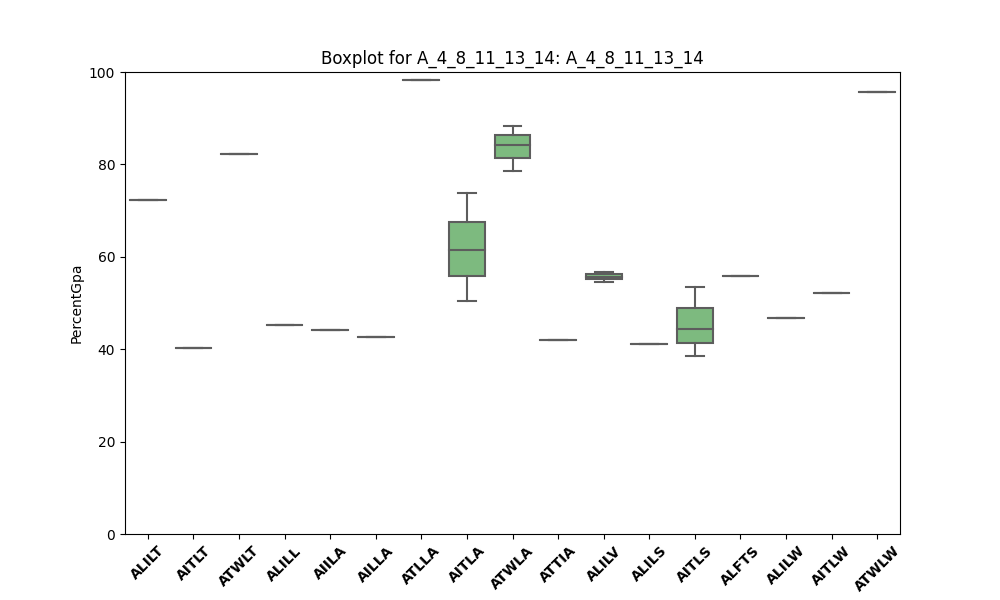 Boxplot for A_4_8_11_13_14: A_4_8_11_13_14
PercentGpa
100
80
60
40
20
0
ALILT
AITLT
ATWLT
ALILL
AIILA
AILLA
ATLLA
AITLA
ATWLA
ATTIA
ALILV
ALILS
AITLS
ALFTS
ALILW
AITLW
ATWLW